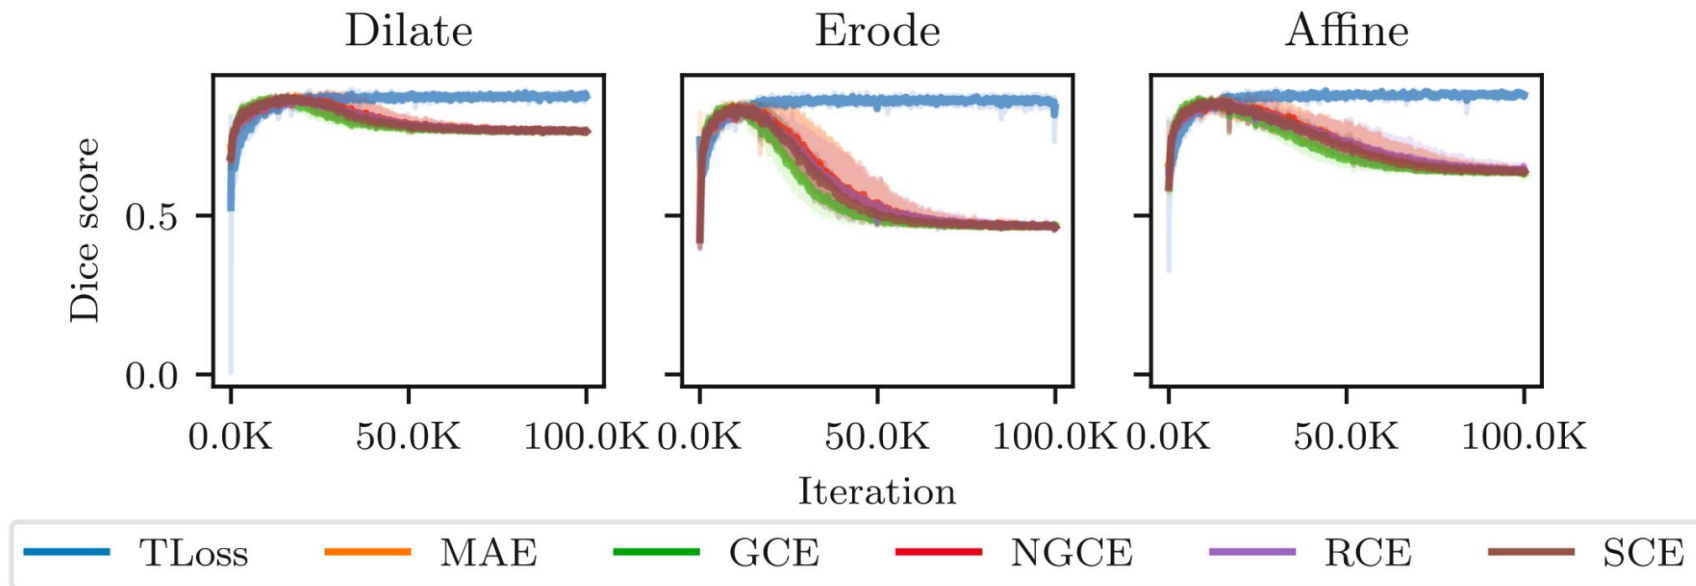 Dilate Erode Affine
Dice score
0.5
0.0
0.0K 50.0K 100.0K 0.0K 50.0K 100.0K 0.0K 50.0K 100.0K
Iteration
TLoss MAE GCE NGCE RCE SCE